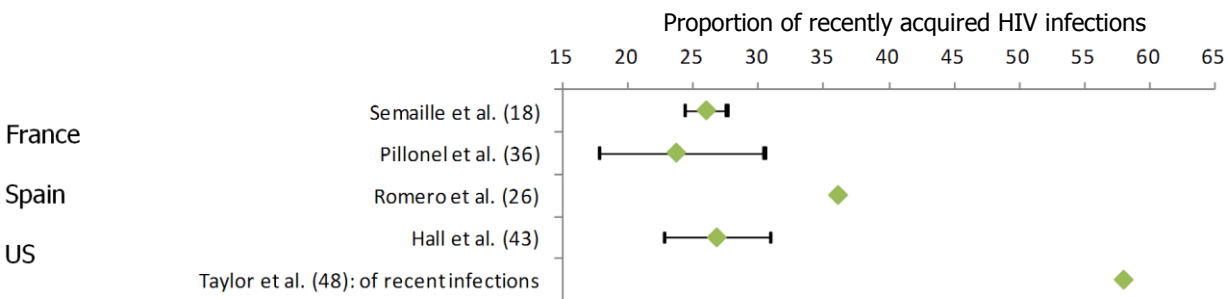 Proportion of recently acquired HIV infections
15 20 25 30 35 40 45 50 55 60 65
Semaille et al. (18)
France
Pillonel et al. (36)
Spain Romero et al. (26)
Hall et al. (43)
US
Taylor et al. (48): of recent infections